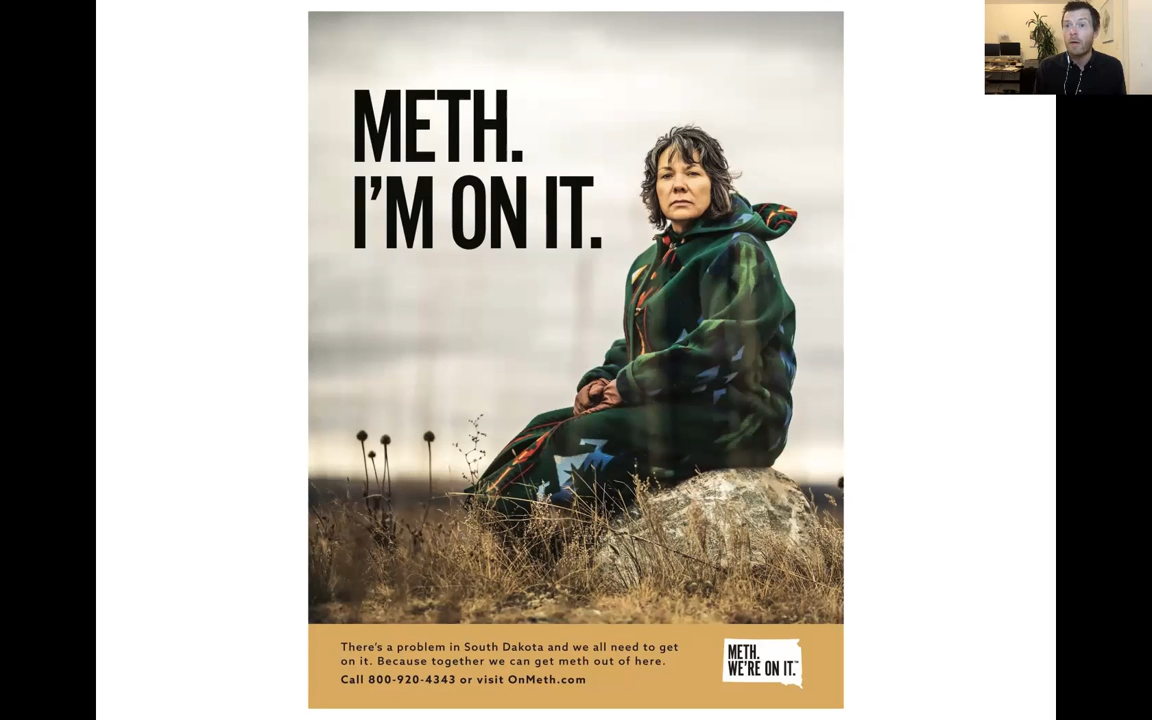 METH.
I'M ON IT.
There's a problem in South Dakota and we all need to get
on it. Because together we can get meth out of here.
Call 800-920-4343 or visit OnMeth.com
METH.
WE'RE ON IT.™